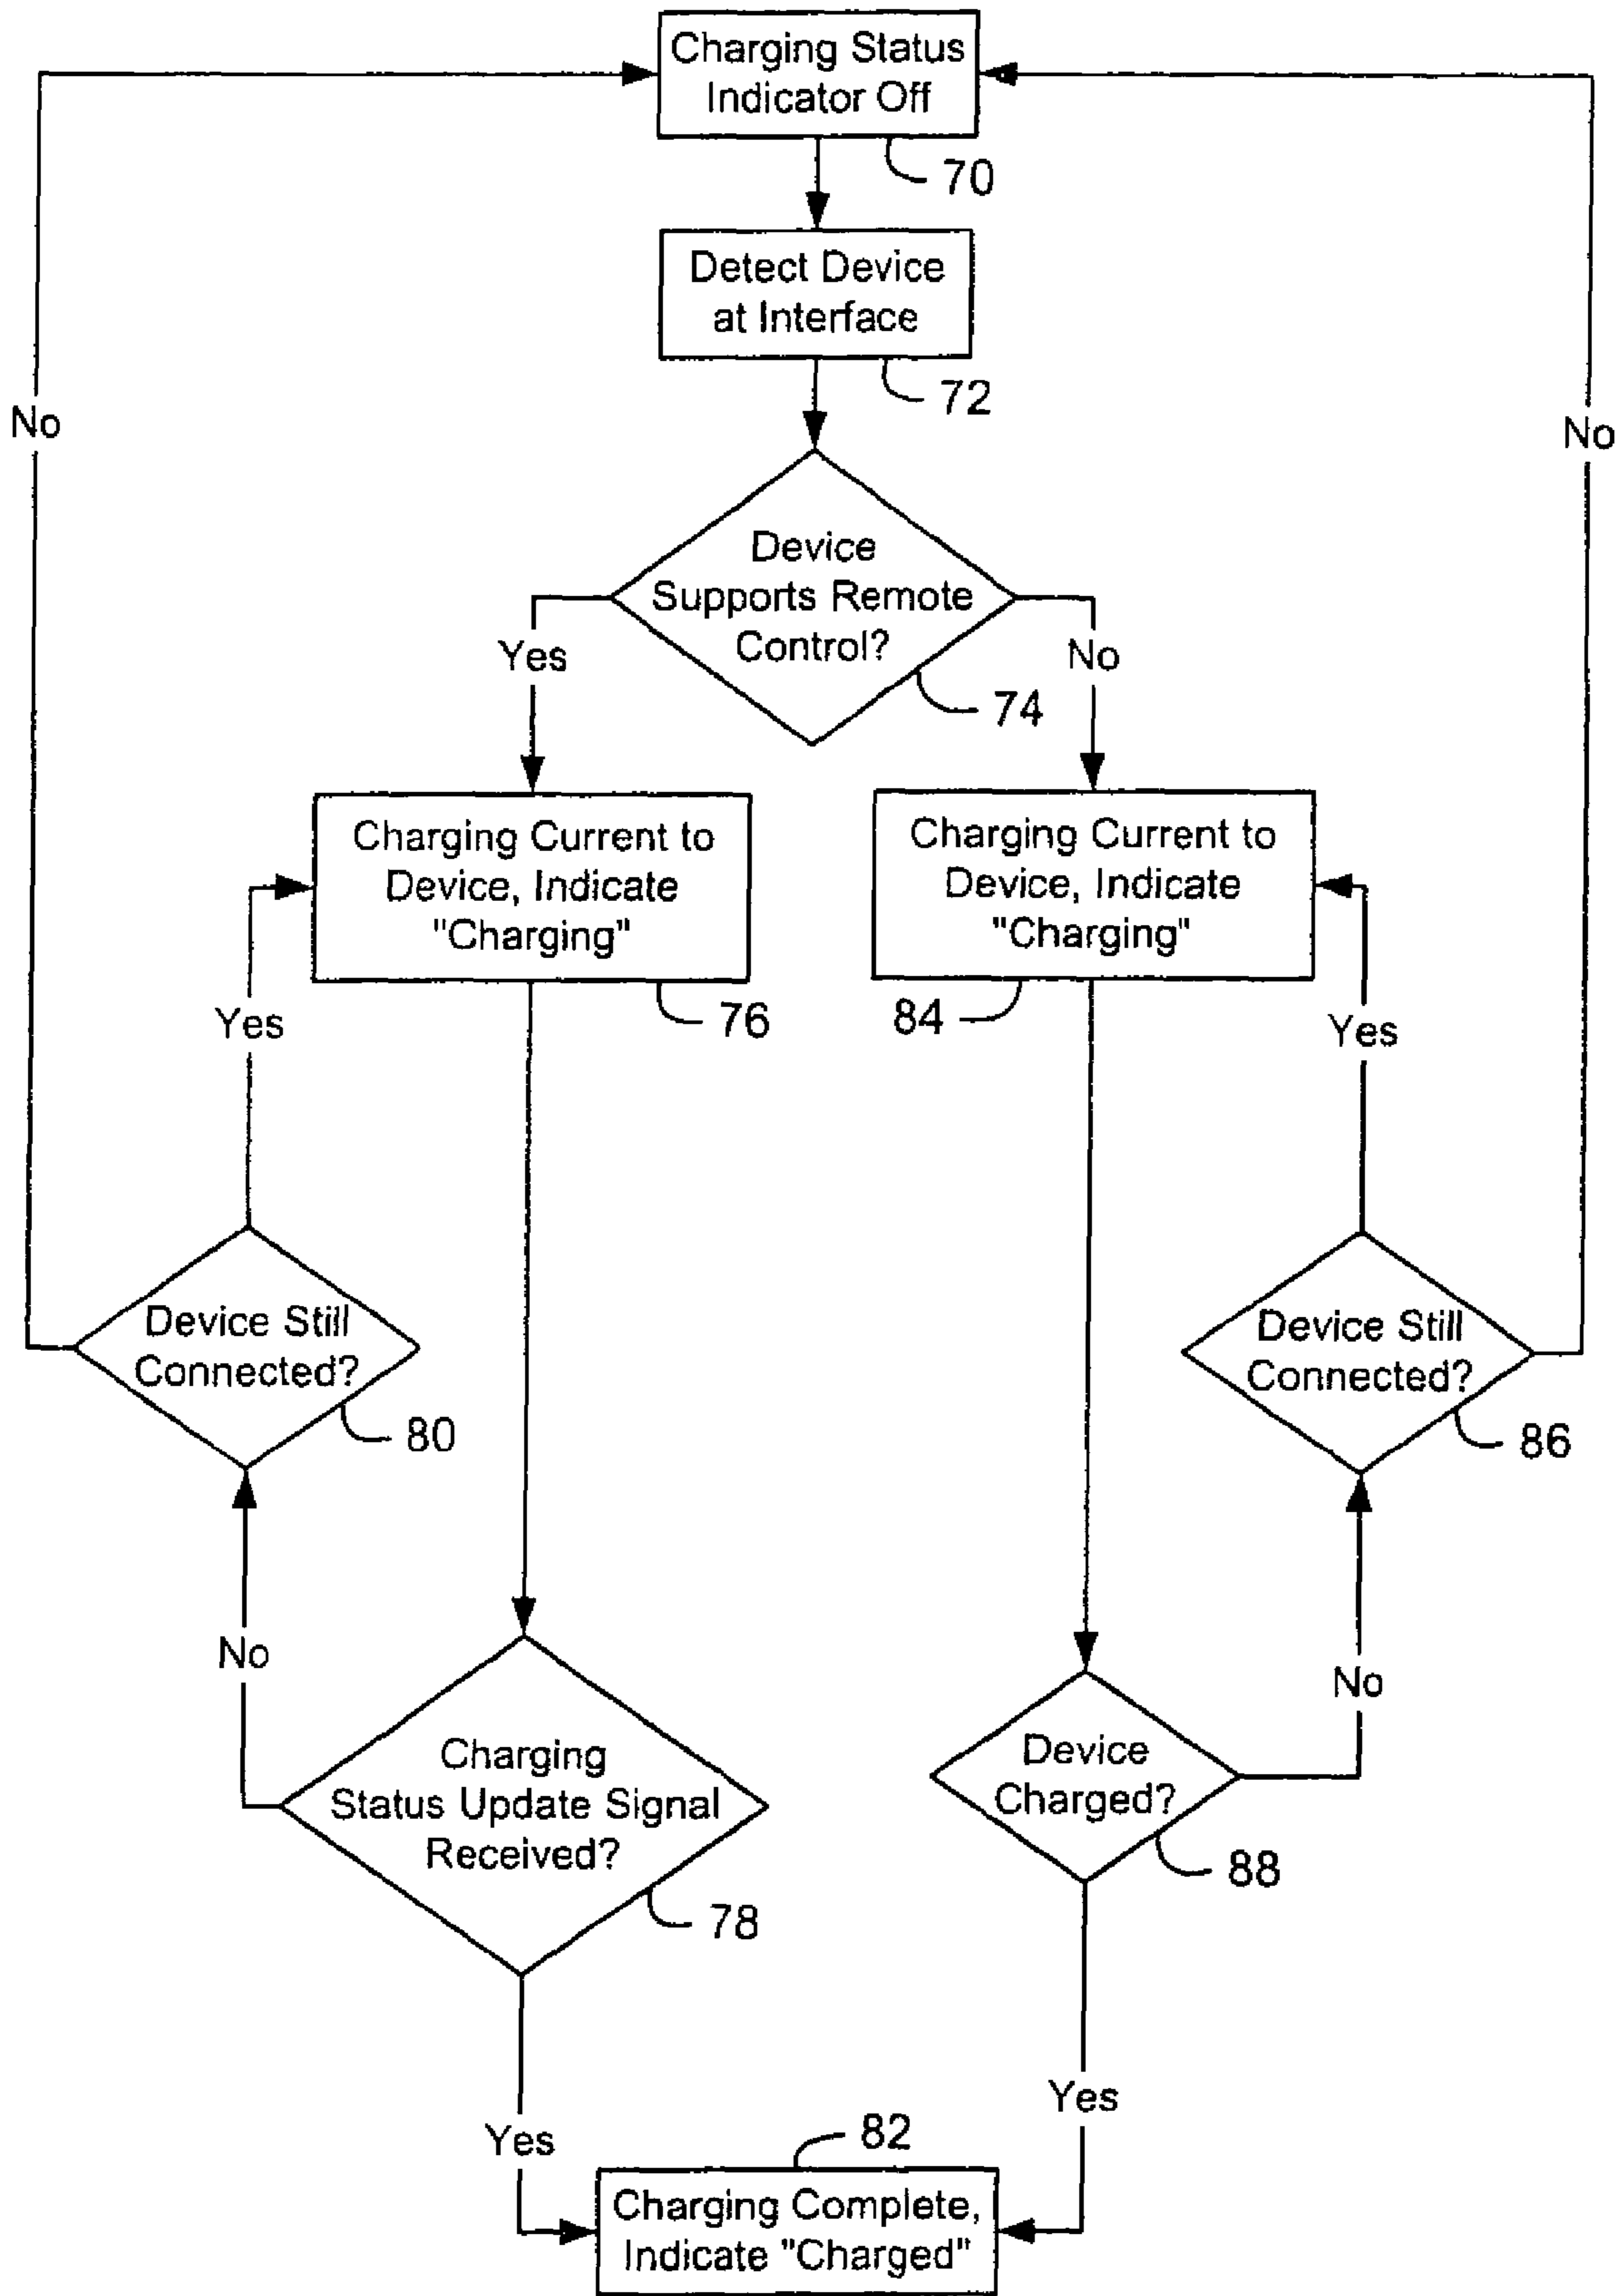 Charging Status
Indicator Off
70
Detect Device
at Interface
72
No
No
Device
Supports Remote
Control?
Yes
No
74
Charging Current to
Device, Indicate
"Charging"
76
Charging Current to
Device, Indicate
"Charging"
84
Yes
Yes
Device Still
Connected?
80
Device Still
Connected?
86
No
No
Charging
Status Update Signal
Received?
78
Device
Charged?
88
Yes
Yes
82
Charging Complete,
Indicate "Charged"